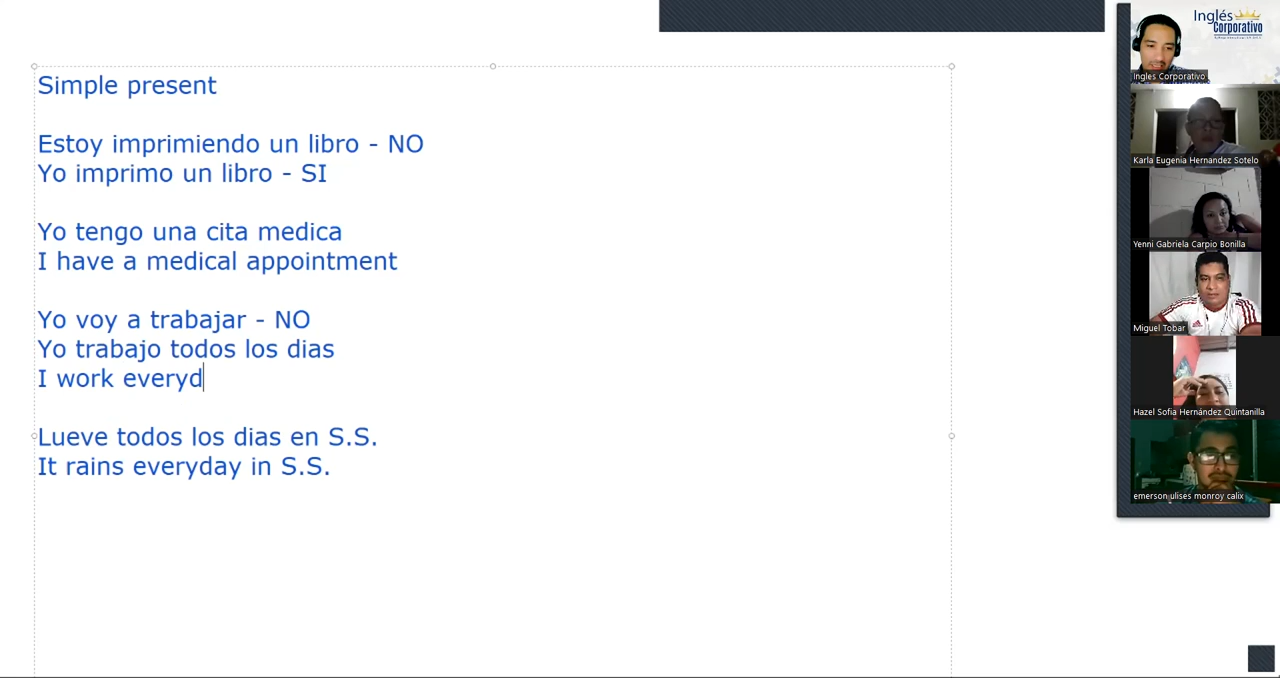 Simple present
Estoy imprimiendo un libro - NO
Yo imprimo un libro - SI
Yo tengo una cita medica
I have a medical appointment
Yo voy a trabajar - NO
Yo trabajo todos los dias
I work everyd
Lueve todos los dias en S.S.
It rains everyday in S.S.
Inglés
Corporativo
Ingles Corporativo
Karla Eugenia Hernandez Sotelo
Yenni Gabriela Carpio Bonilla
Miguel Tobar
Hazel Sofia Hernández Quintanilla
emerson ulises monroy calix